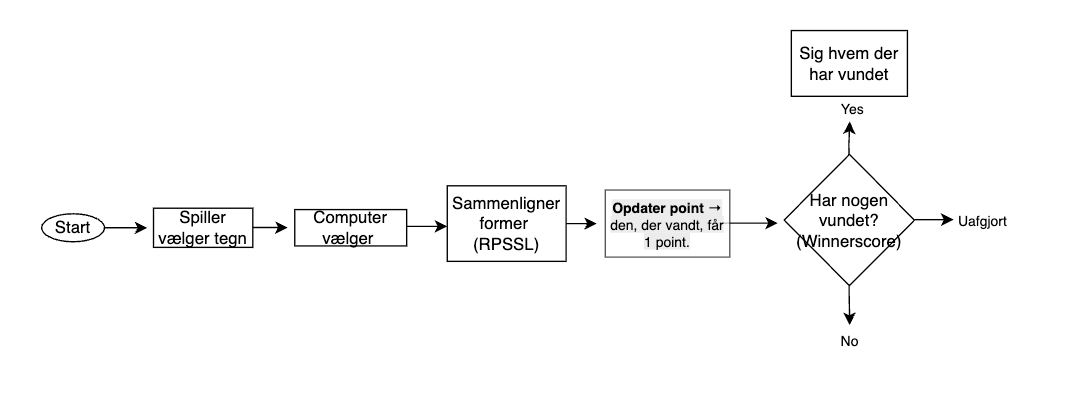 Start
Spiller
vælger tegn
Computer
vælger
Sammenligner
former
(RPSSL)
Opdater point →
den, der vandt, får
1 point.
Har nogen
vundet?
(Winnerscore)
Yes
Sig hvem der
har vundet
Uafgjort
No